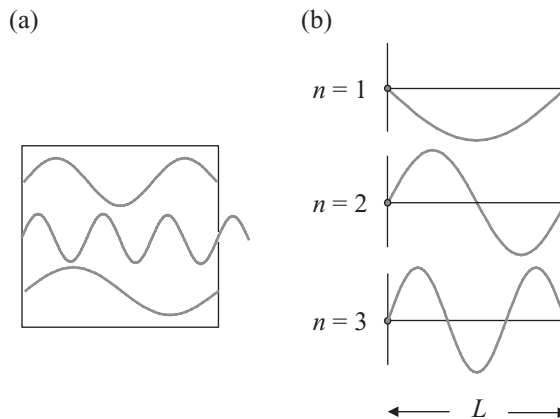 (a)
(b)
n = 1
n = 2
n = 3
L